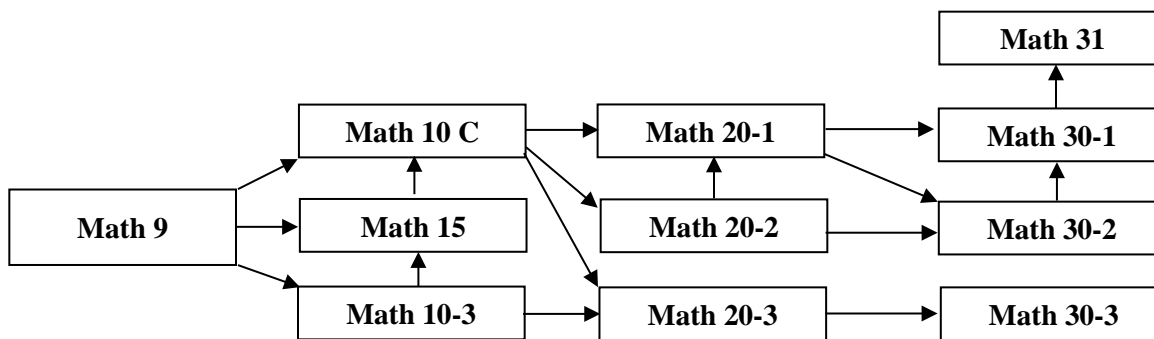 Math 31
Math 10 C
Math 20-1
Math 30-1
Math 9
Math 15
Math 20-2
Math 30-2
Math 10-3
Math 20-3
Math 30-3